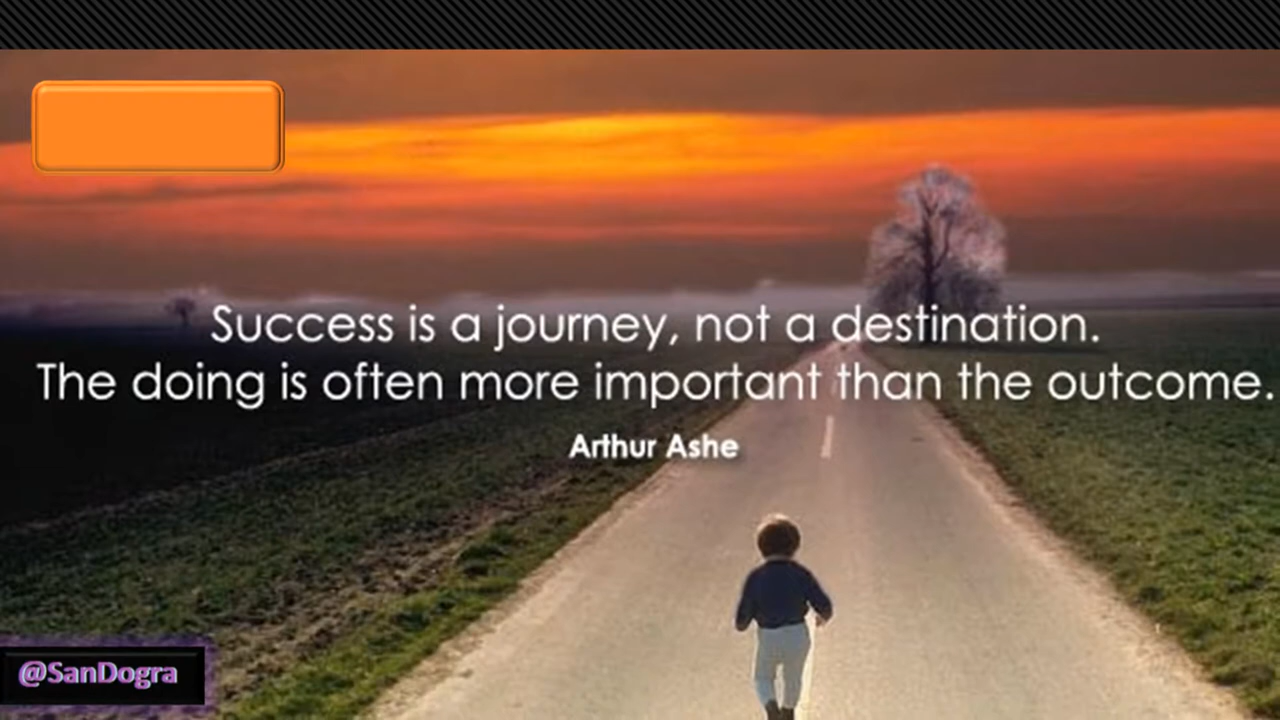 Success is a journey, not a destination.
The doing is often more important than the outcome.
Arthur Ashe
@SanDogra